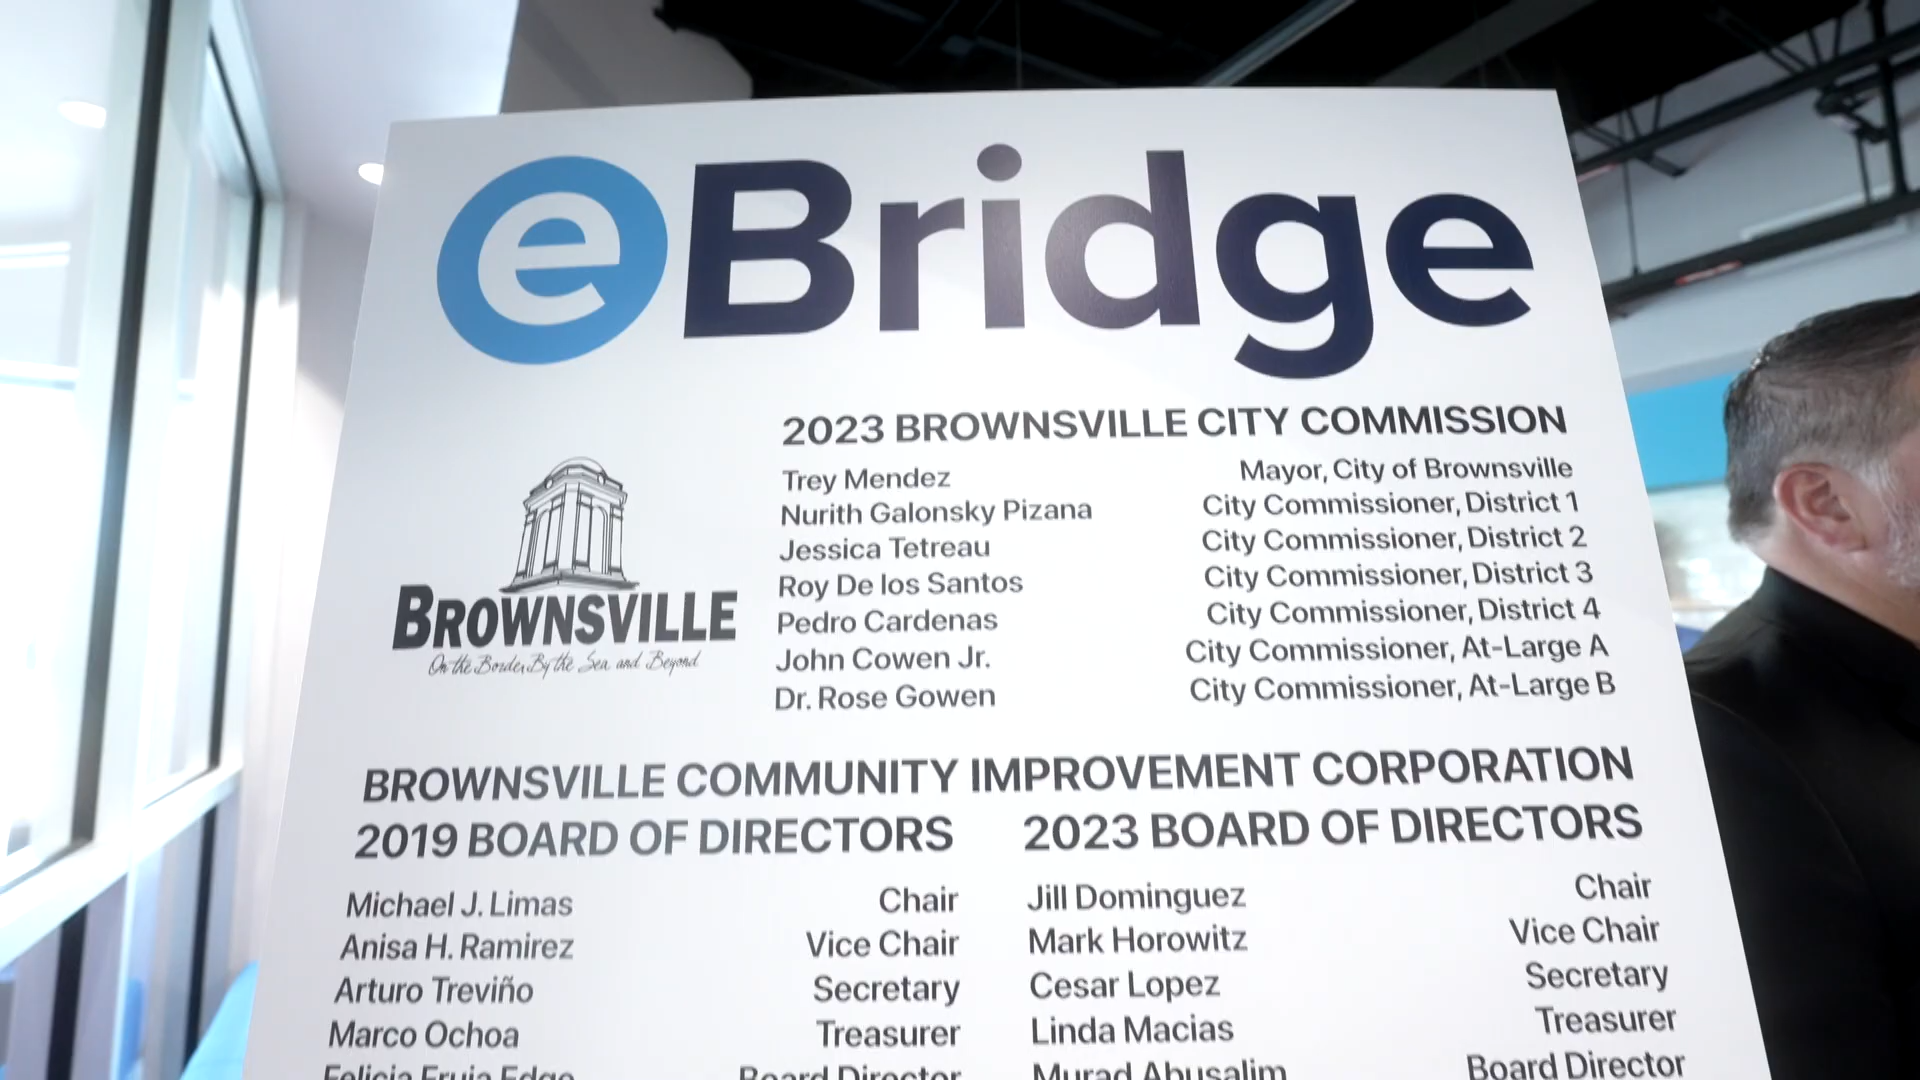 eBridge
2023 BROWNSVILLE CITY COMMISSION
Trey Mendez Mayor, City of Brownsville
Nurith Galonsky Pizana City Commissioner, District 1
Jessica Tetreau City Commissioner, District 2
Roy De los Santos City Commissioner, District 3
Pedro Cardenas City Commissioner, District 4
John Cowen Jr. City Commissioner, At-Large A
Dr. Rose Gowen City Commissioner, At-Large B
BROWNSVILLE
On the Border, By the Sea and Beyond
BROWNSVILLE COMMUNITY IMPROVEMENT CORPORATION
2019 BOARD OF DIRECTORS 2023 BOARD OF DIRECTORS
Michael J. Limas Chair Jill Dominguez Chair
Anisa H. Ramirez Vice Chair Mark Horowitz Vice Chair
Arturo Treviño Secretary Cesar Lopez Secretary
Marco Ochoa Treasurer Linda Macias Treasurer
Board Director Murad Abusalim Board Director